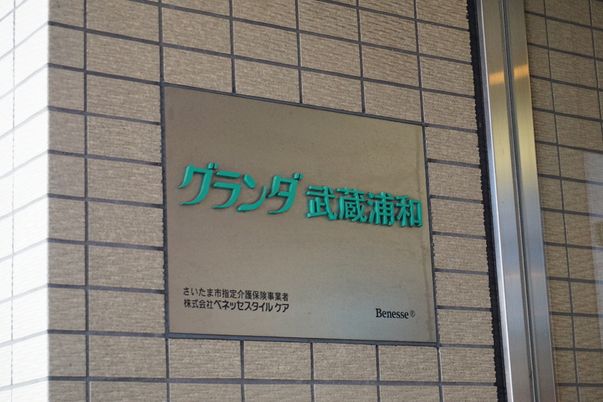 グランダ 武蔵浦和
さいたま市指定介護保険事業者
株式会社ベネッセスタイルケア
Benesse®